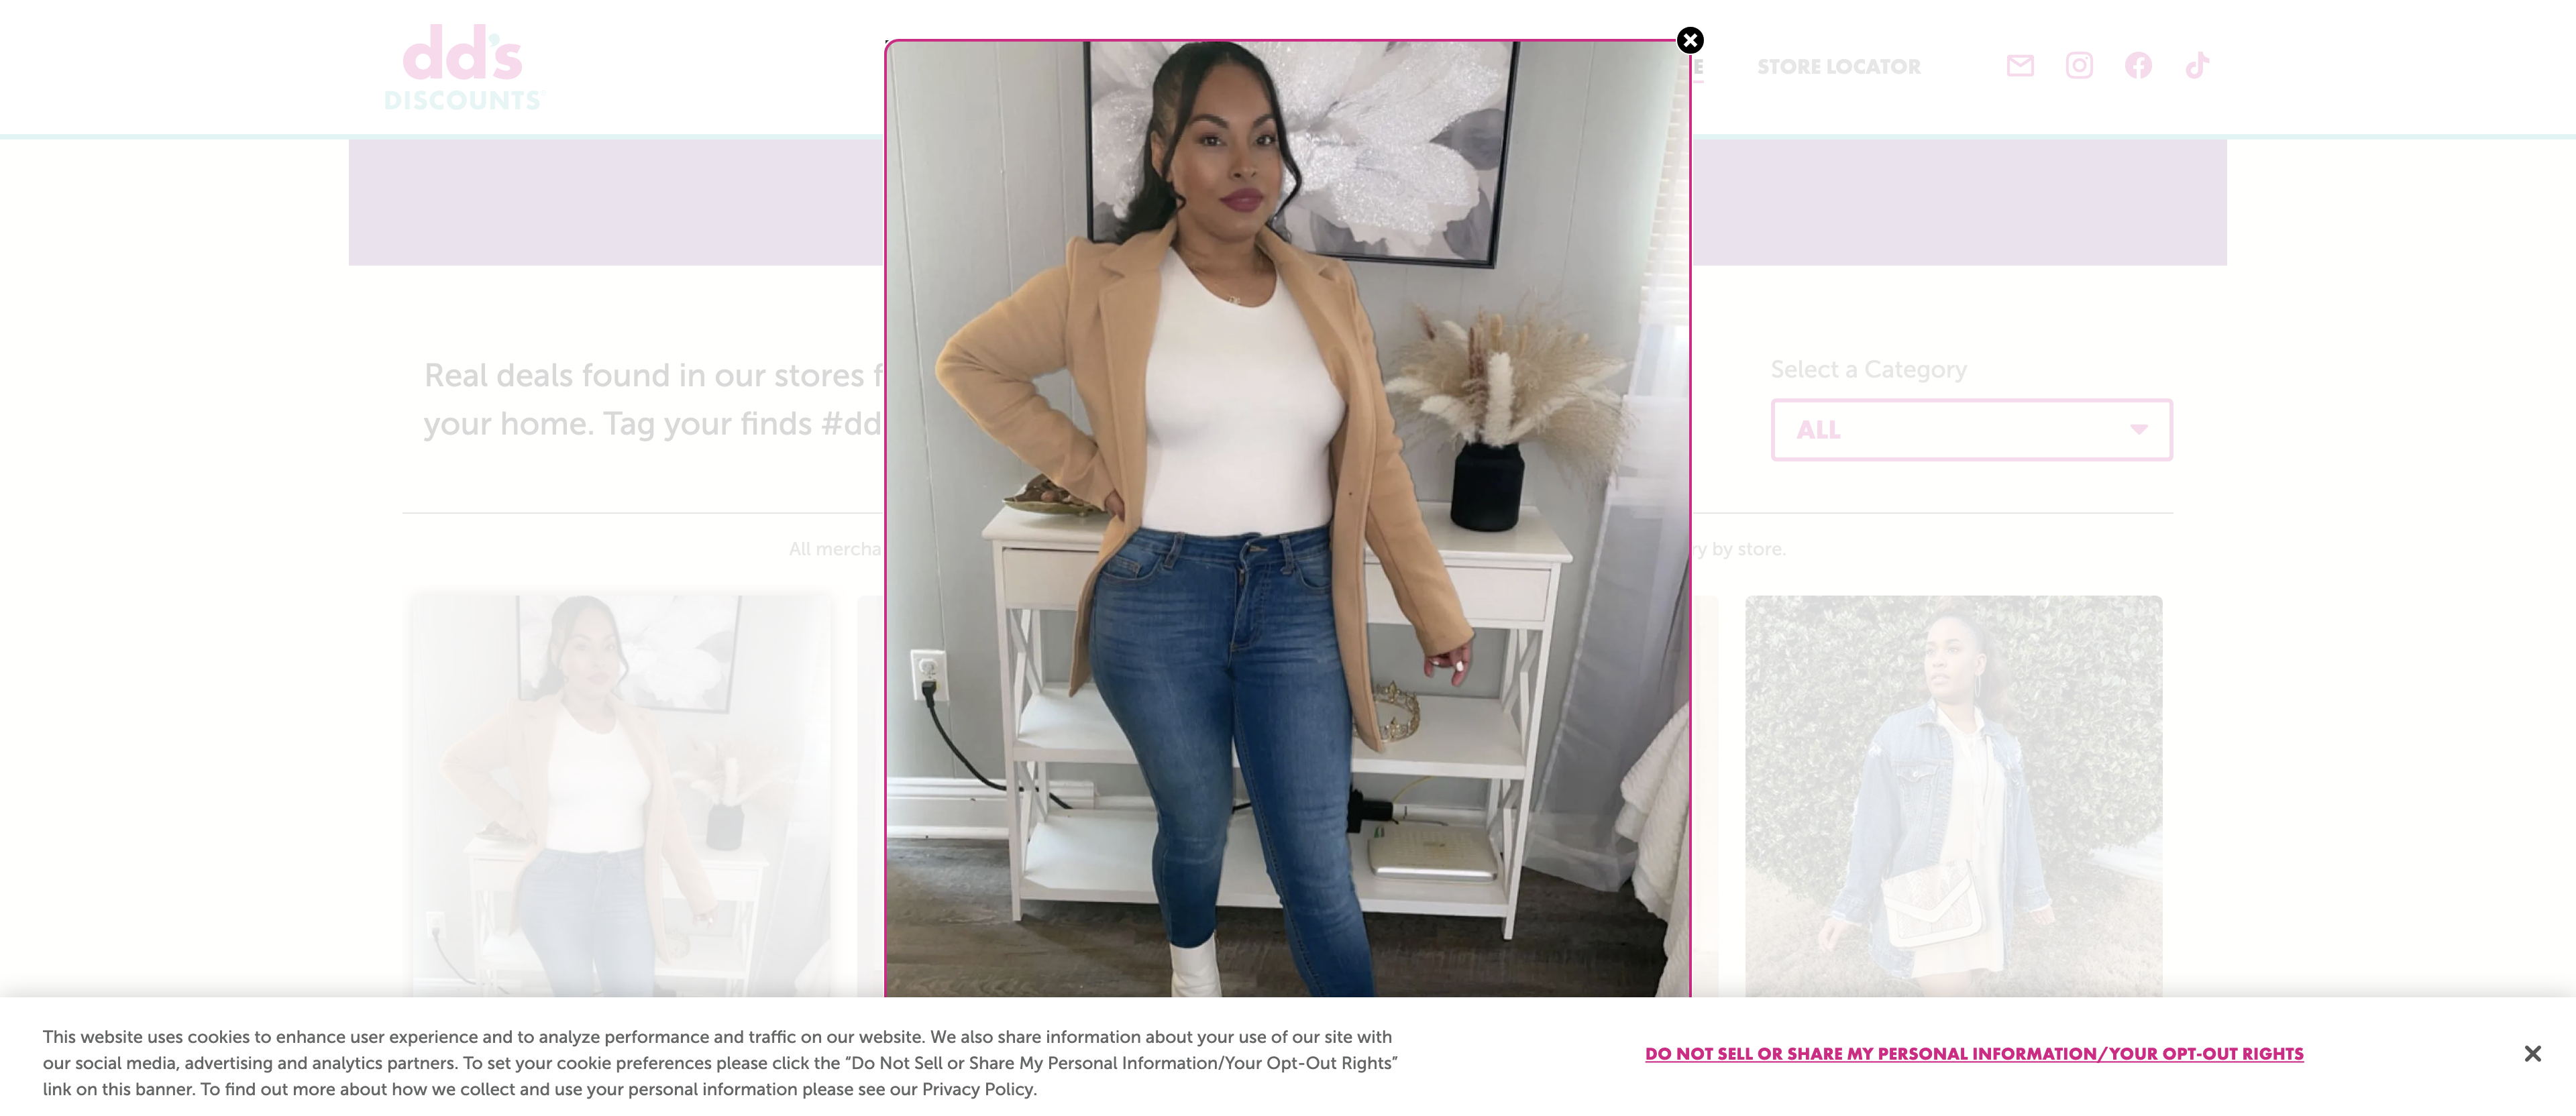 dd's
DISCOUNTS
STORE LOCATOR
Real deals found in our stores
your home. Tag your finds #dd
Select a Category
ALL
All
by store.
This website uses cookies to enhance user experience and to analyze performance and traffic on our website. We also share information about your use of our site with
our social media, advertising and analytics partners. To set your cookie preferences please click the “Do Not Sell or Share My Personal Information/Your Opt-Out Rights”
link on this banner. To find out more about how we collect and use your personal information please see our Privacy Policy.
DO NOT SELL OR SHARE MY PERSONAL INFORMATION/YOUR OPT-OUT RIGHTS